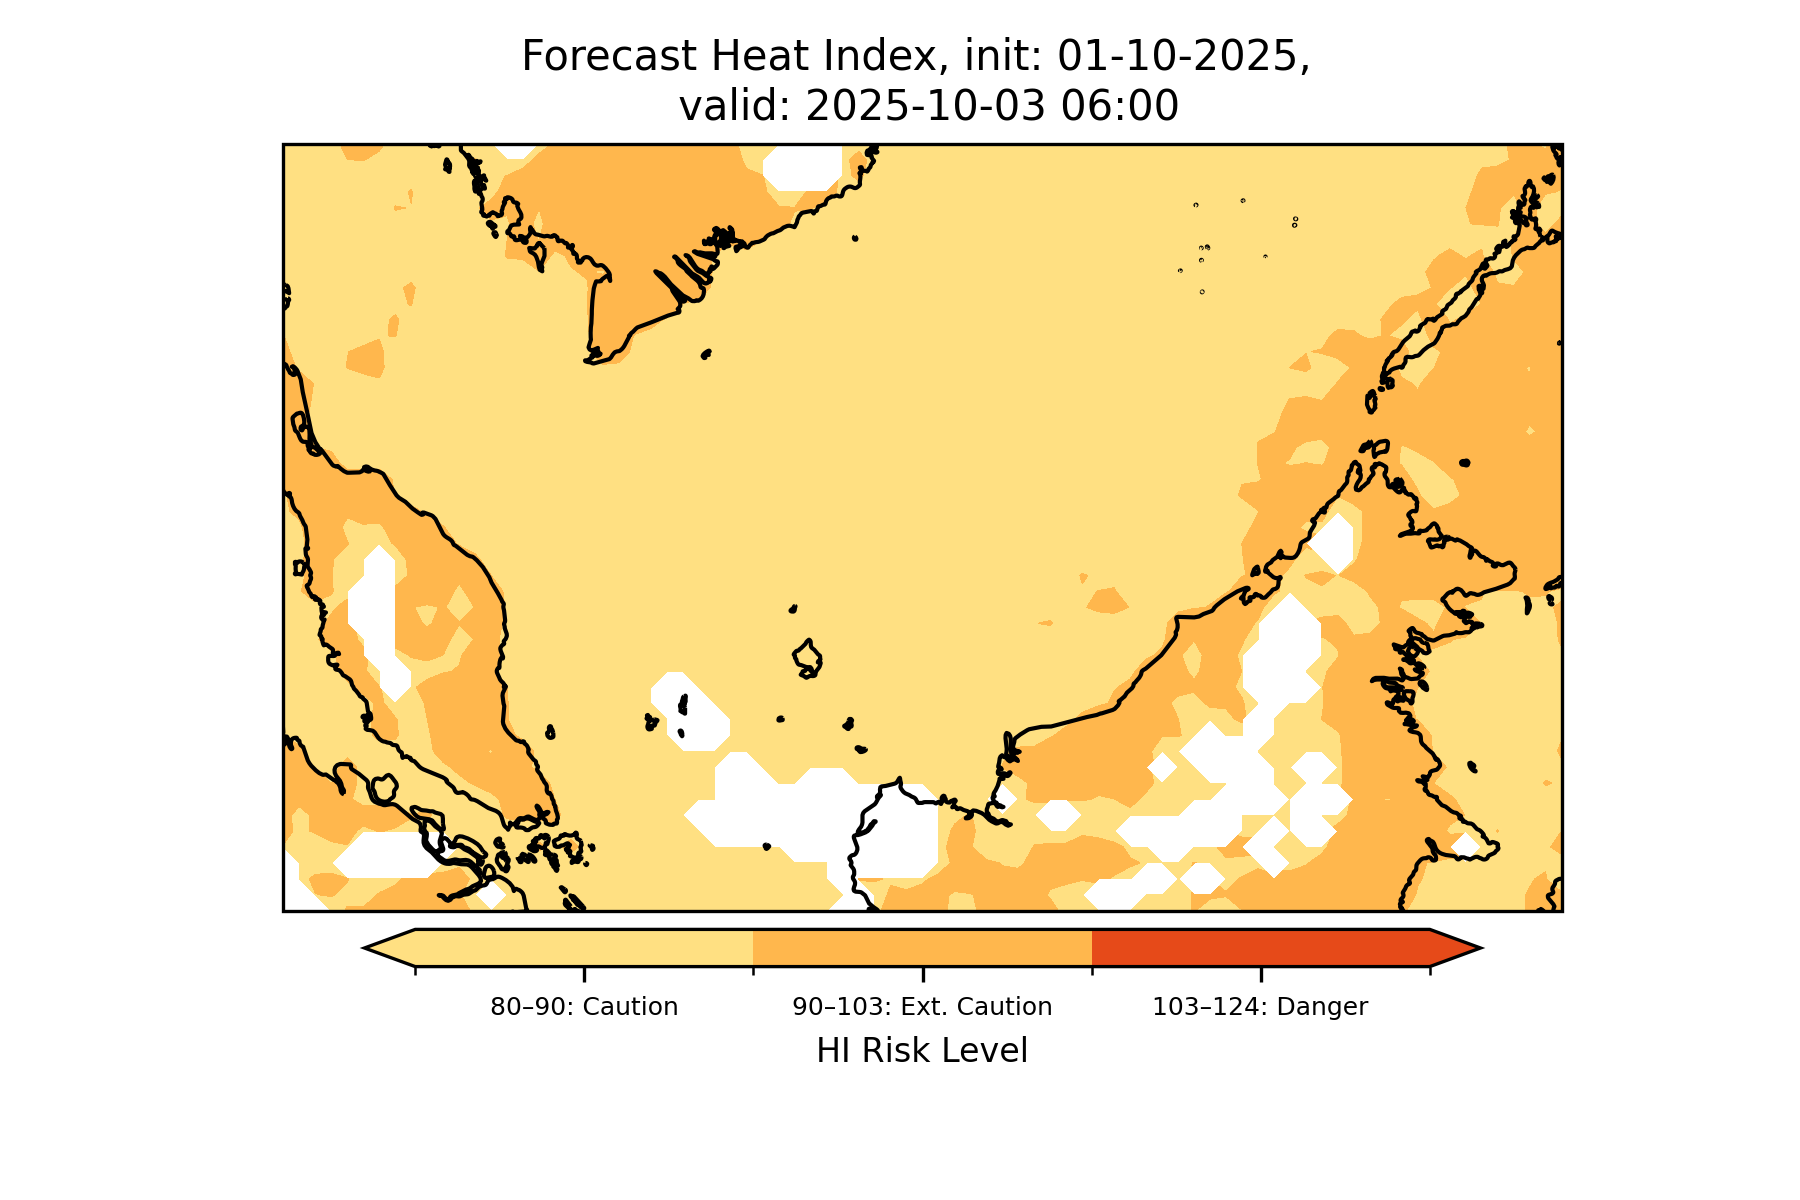 Forecast Heat Index, init: 01-10-2025,
valid: 2025-10-03 06:00
80–90: Caution
90–103: Ext. Caution
103–124: Danger
HI Risk Level